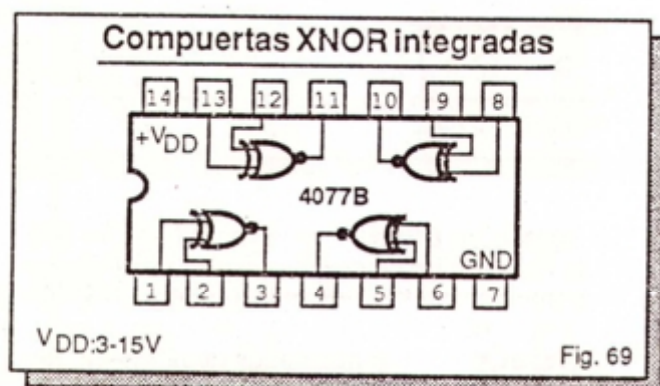 Compuertas XNOR integradas
14 13 12 11 10 9 8
+VDD
4077B
GND
1 2 3 4 5 6 7
VDD:3-15V
Fig. 69